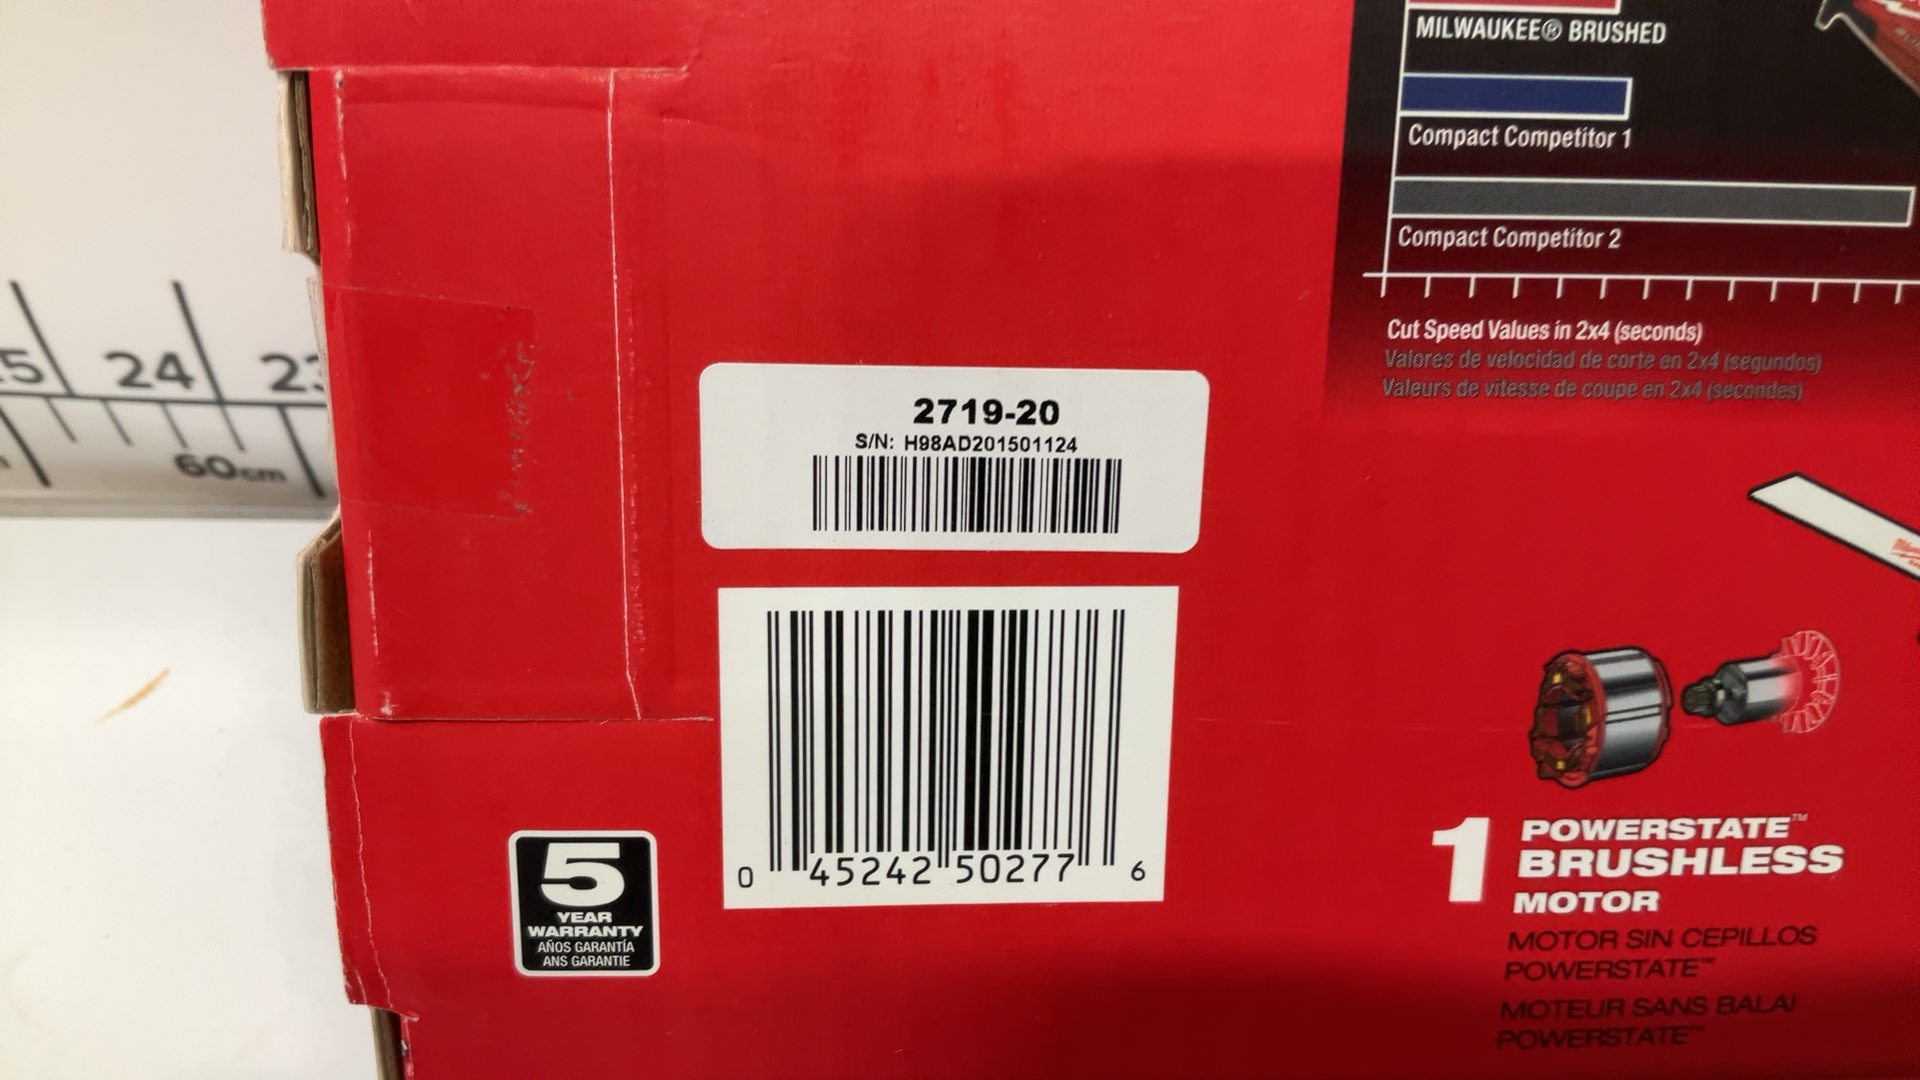 MILWAUKEE® BRUSHED
Compact Competitor 1
Compact Competitor 2
Cut Speed Values in 2x4 (seconds)
Valores de velocidad de corte en 2x4 (segundos)
Valeurs de vitesse de coupe en 2x4 (secondes)
24
60cm
2719-20
S/N: H98AD201501124
0 45242 50277 6
5
YEAR
WARRANTY
AÑOS GARANTÍA
ANS GARANTIE
1 POWERSTATE™
BRUSHLESS
MOTOR
MOTOR SIN CEPILLOS
POWERSTATE™
MOTEUR SANS BALAI
POWERSTATE™